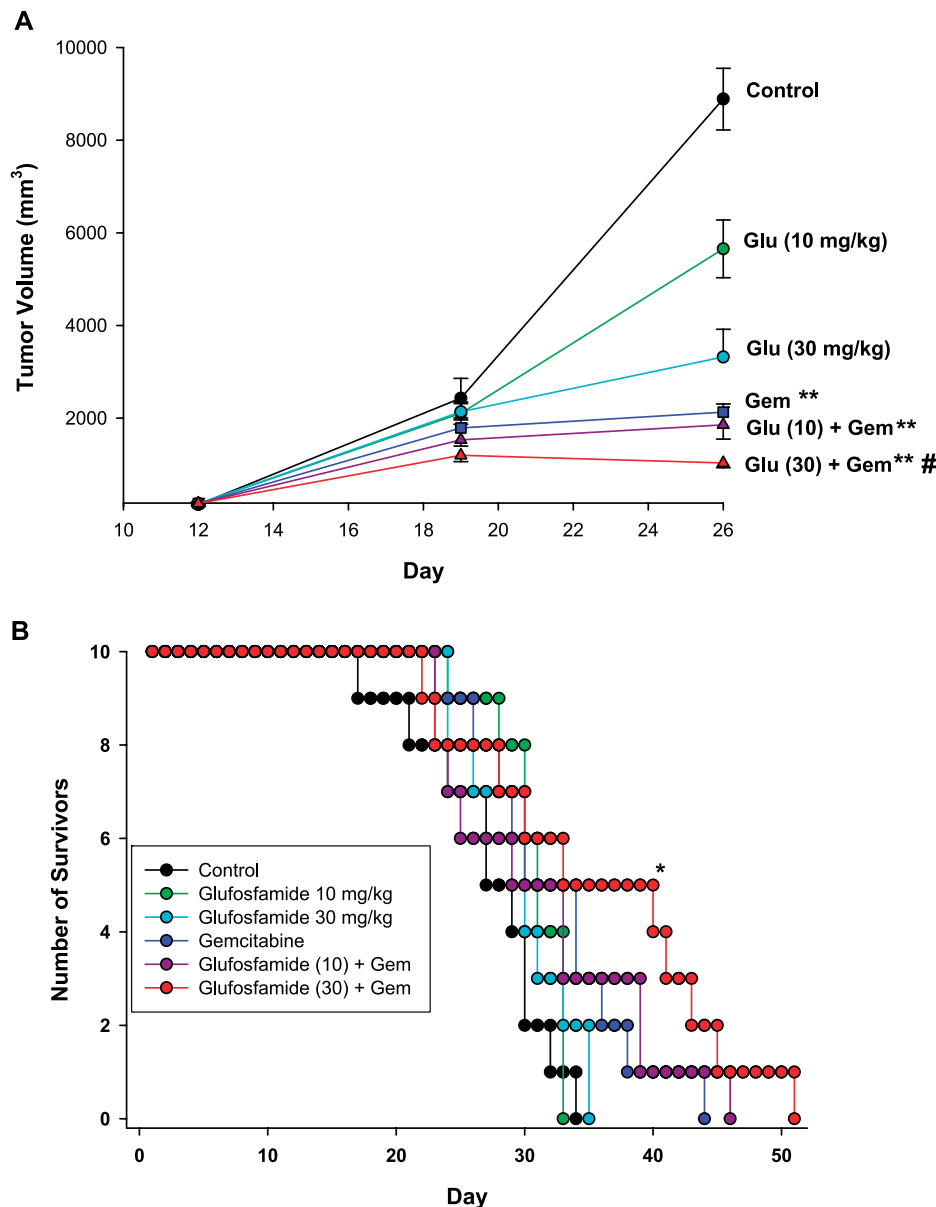 A
10000
8000
6000
4000
2000
Tumor Volume (mm³)
Control
Glu (10 mg/kg)
Glu (30 mg/kg)
Gem **
Glu (10) + Gem**
Glu (30) + Gem** #
10 12 14 16 18 20 22 24 26
Day
B
10
8
6
4
2
0
Number of Survivors
*
Control
Glufosfamide 10 mg/kg
Glufosfamide 30 mg/kg
Gemcitabine
Glufosfamide (10) + Gem
Glufosfamide (30) + Gem
0 10 20 30 40 50
Day